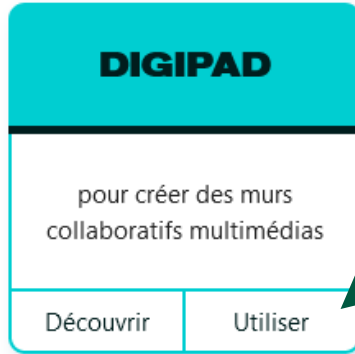 DIGIPAD
pour créer des murs
collaboratifs multimédias
Découvrir
Utiliser